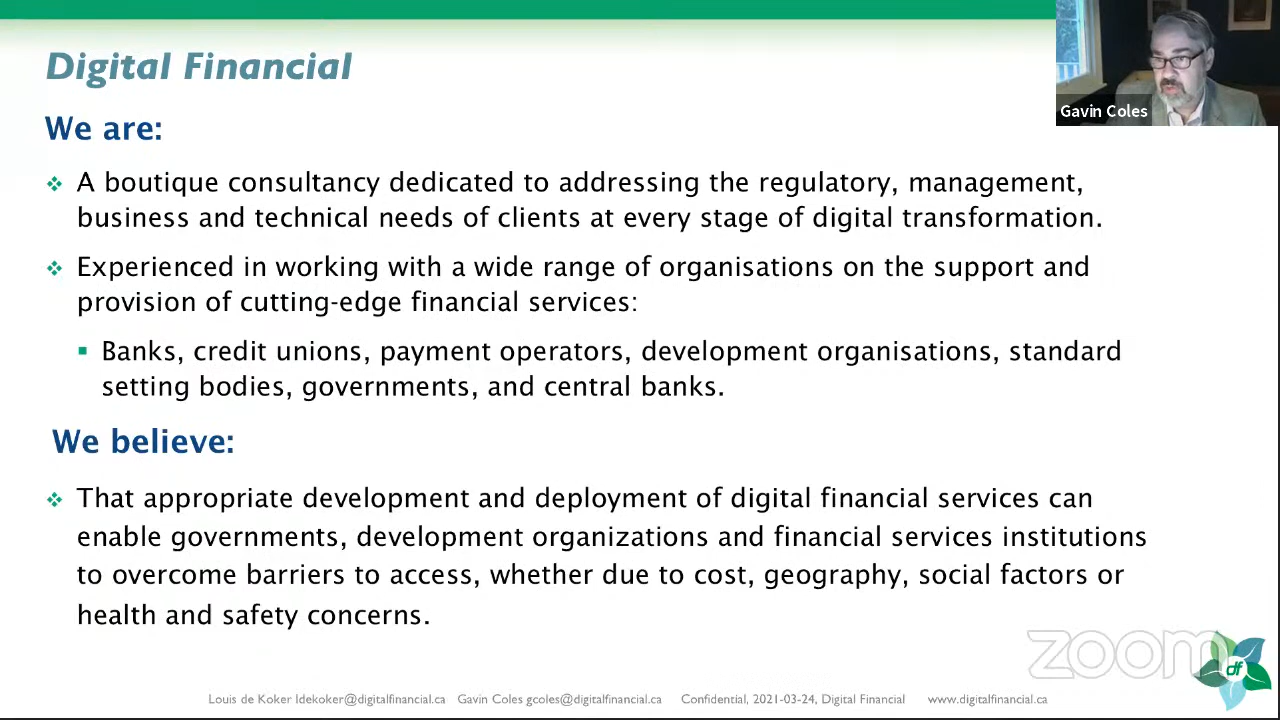 Digital Financial
Gavin Coles
We are:
A boutique consultancy dedicated to addressing the regulatory, management,
business and technical needs of clients at every stage of digital transformation.
Experienced in working with a wide range of organisations on the support and
provision of cutting-edge financial services:
Banks, credit unions, payment operators, development organisations, standard
setting bodies, governments, and central banks.
We believe:
That appropriate development and deployment of digital financial services can
enable governments, development organizations and financial services institutions
to overcome barriers to access, whether due to cost, geography, social factors or
health and safety concerns.
zoom
df
Louis de Koker ldekoker@digitalfinancial.ca Gavin Coles gcoles@digitalfinancial.ca Confidential, 2021-03-24, Digital Financial www.digitalfinancial.ca